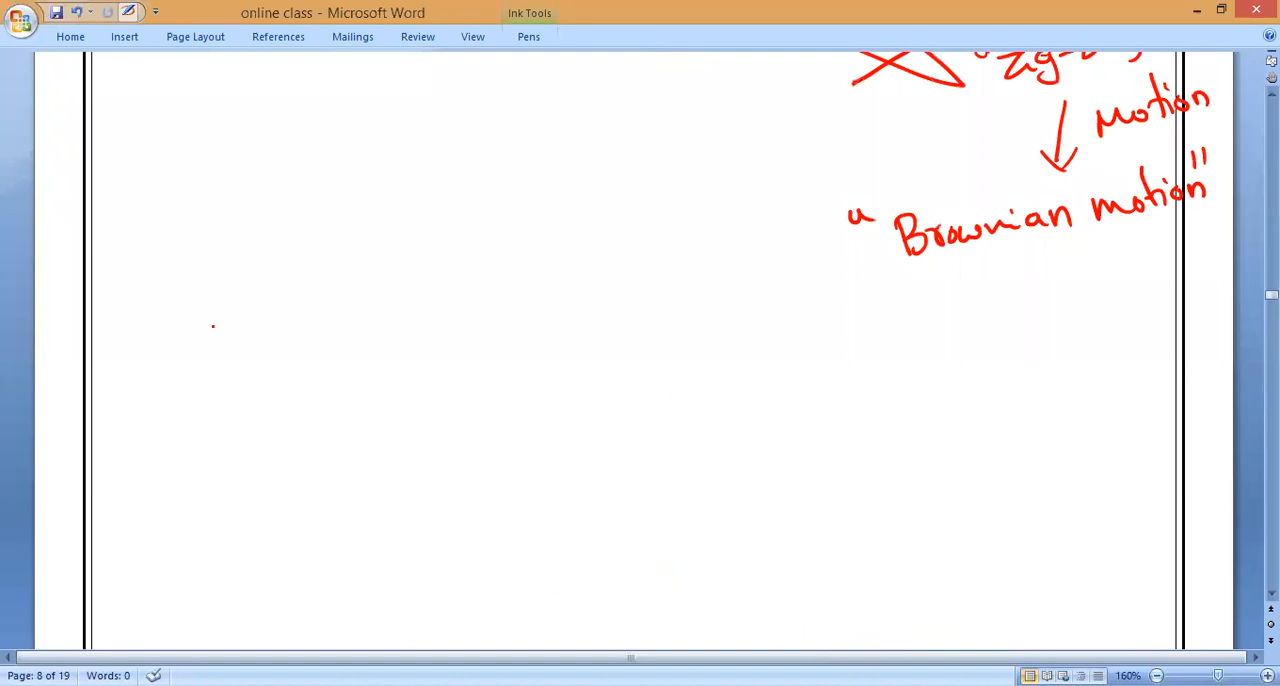 online class - Microsoft Word
Ink Tools
Home Insert Page Layout References Mailings Review View Pens
Motion
"Brownian motion"
Page: 8 of 19 Words: 0 160%